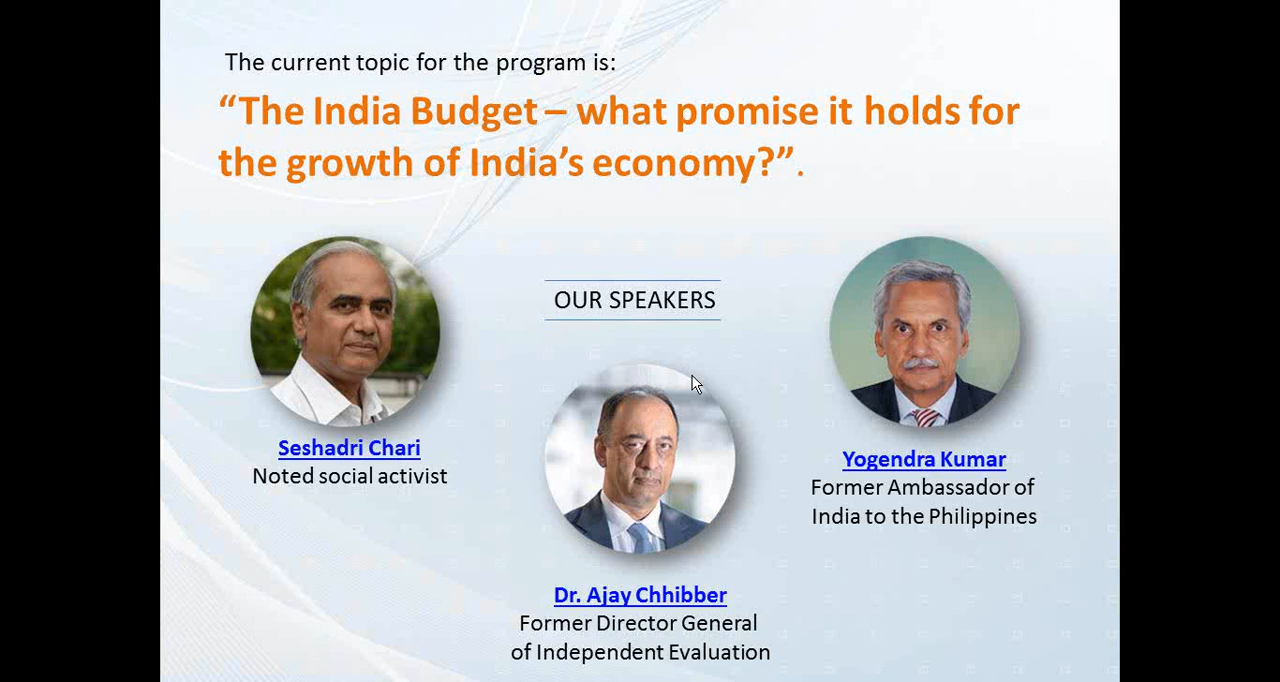 The current topic for the program is:
“The India Budget – what promise it holds for
the growth of India’s economy?”.
OUR SPEAKERS
Seshadri Chari
Noted social activist
Dr. Ajay Chhibber
Former Director General
of Independent Evaluation
Yogendra Kumar
Former Ambassador of
India to the Philippines